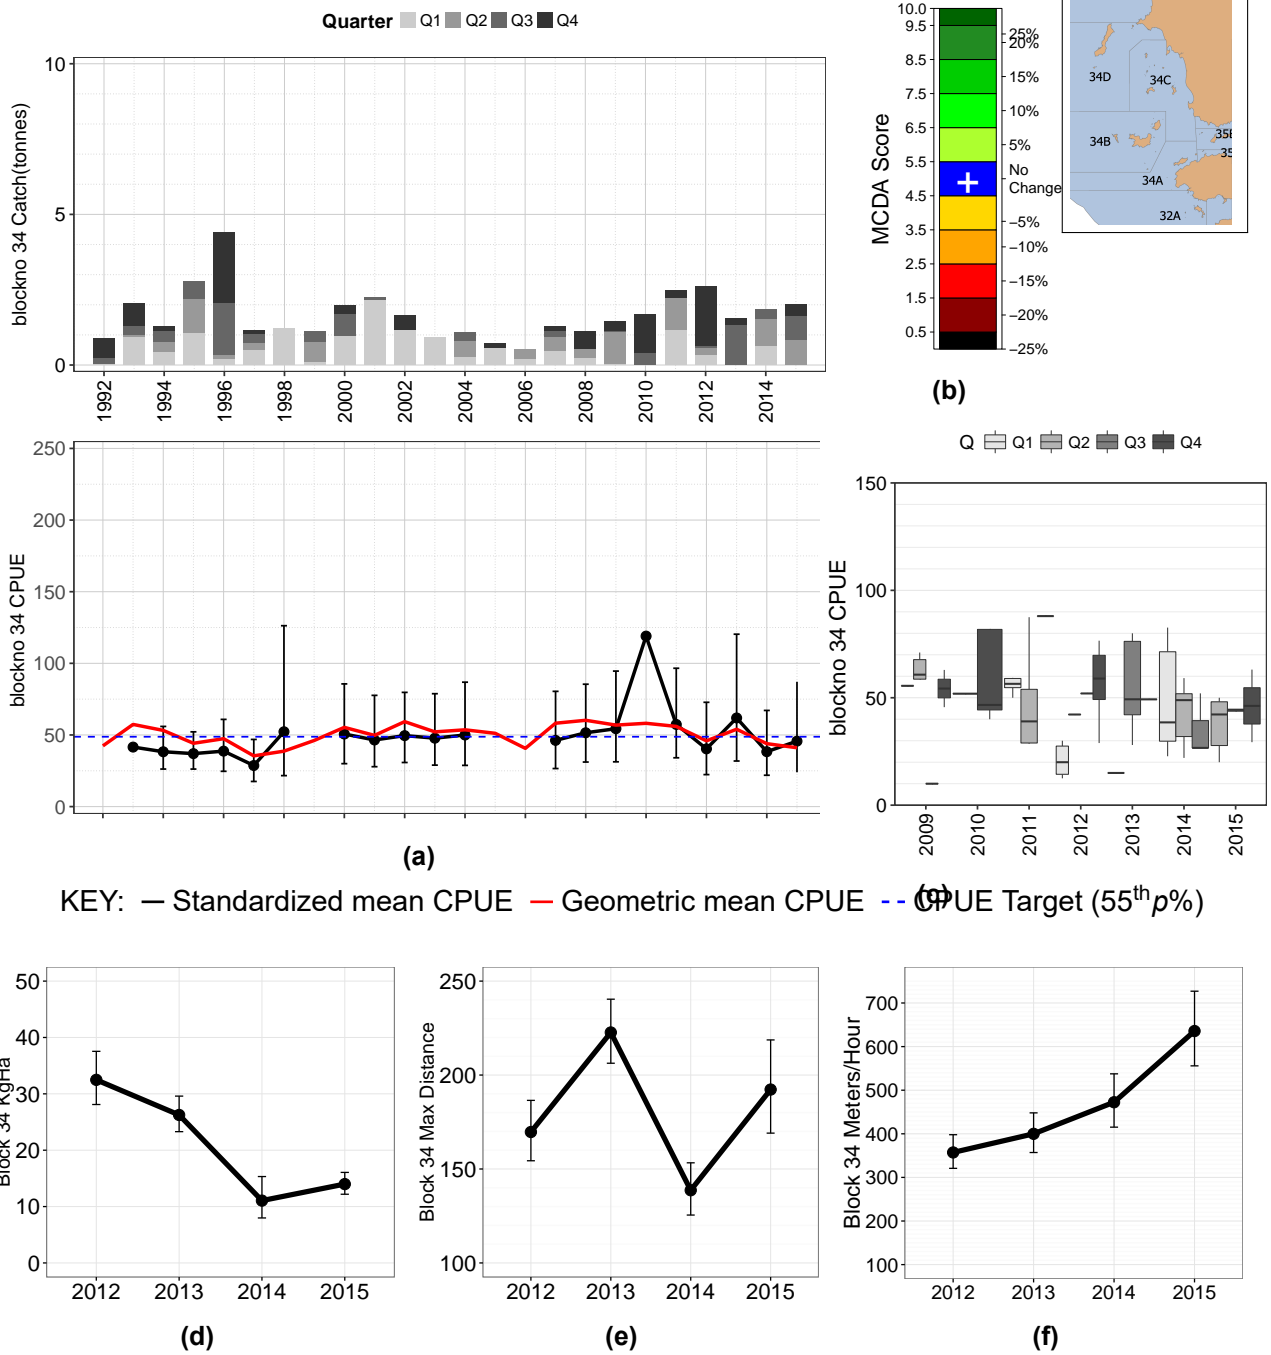 Quarter Q1 Q2 Q3 Q4
blockno 34 Catch(tonnes)
10
5
0
1992 1994 1996 1998 2000 2002 2004 2006 2008 2010 2012 2014
blockno 34 CPUE
250
200
150
100
50
0
(a)
MCDA Score
10.0
9.5
8.5
7.5
6.5
5.5
4.5
3.5
2.5
1.5
0.5
25%
20%
15%
10%
5%
No
Change
−5%
−10%
−15%
−20%
−25%
(b)
34D
34C
34B
34A
32A
Q Q1 Q2 Q3 Q4
blockno 34 CPUE
150
100
50
0
2009 2010 2011 2012 2013 2014 2015
(c)
KEY: Standardized mean CPUE Geometric mean CPUE CPUE Target (55th p%)
Block 34 KgHa
50
40
30
20
10
0
2012 2013 2014 2015
(d)
Block 34 Max Distance
250
200
150
100
2012 2013 2014 2015
(e)
Block 34 Meters/Hour
700
600
500
400
300
200
100
2012 2013 2014 2015
(f)